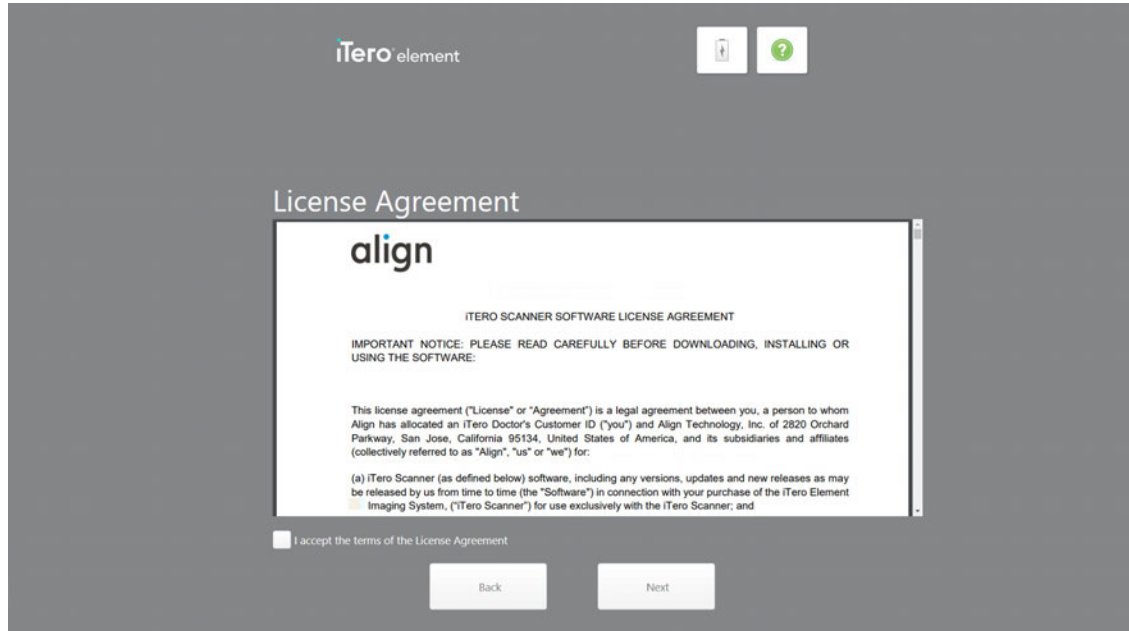 iTero element
?
License Agreement
align
iTERO SCANNER SOFTWARE LICENSE AGREEMENT
IMPORTANT NOTICE: PLEASE READ CAREFULLY BEFORE DOWNLOADING, INSTALLING OR
USING THE SOFTWARE:
This license agreement ("License" or "Agreement") is a legal agreement between you, a person to whom
Align has allocated an iTero Doctor's Customer ID ("you") and Align Technology, Inc. of 2820 Orchard
Parkway, San Jose, California 95134, United States of America, and its subsidiaries and affiliates
(collectively referred to as "Align", "us" or "we") for:
(a) iTero Scanner (as defined below) software, including any versions, updates and new releases as may
be released by us from time to time (the "Software") in connection with your purchase of the iTero Element
Imaging System, ("iTero Scanner") for use exclusively with the iTero Scanner; and
I accept the terms of the License Agreement
Back
Next